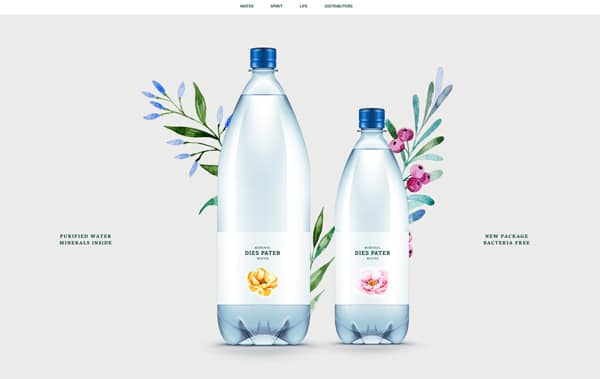 WATER SPIRIT LIFE DISTRIBUTORS
PURIFIED WATER
MINERALS INSIDE
NEW PACKAGE
BACTERIA FREE
MINERAL
DIES PATER
WATER
MINERAL
DIES PATER
WATER